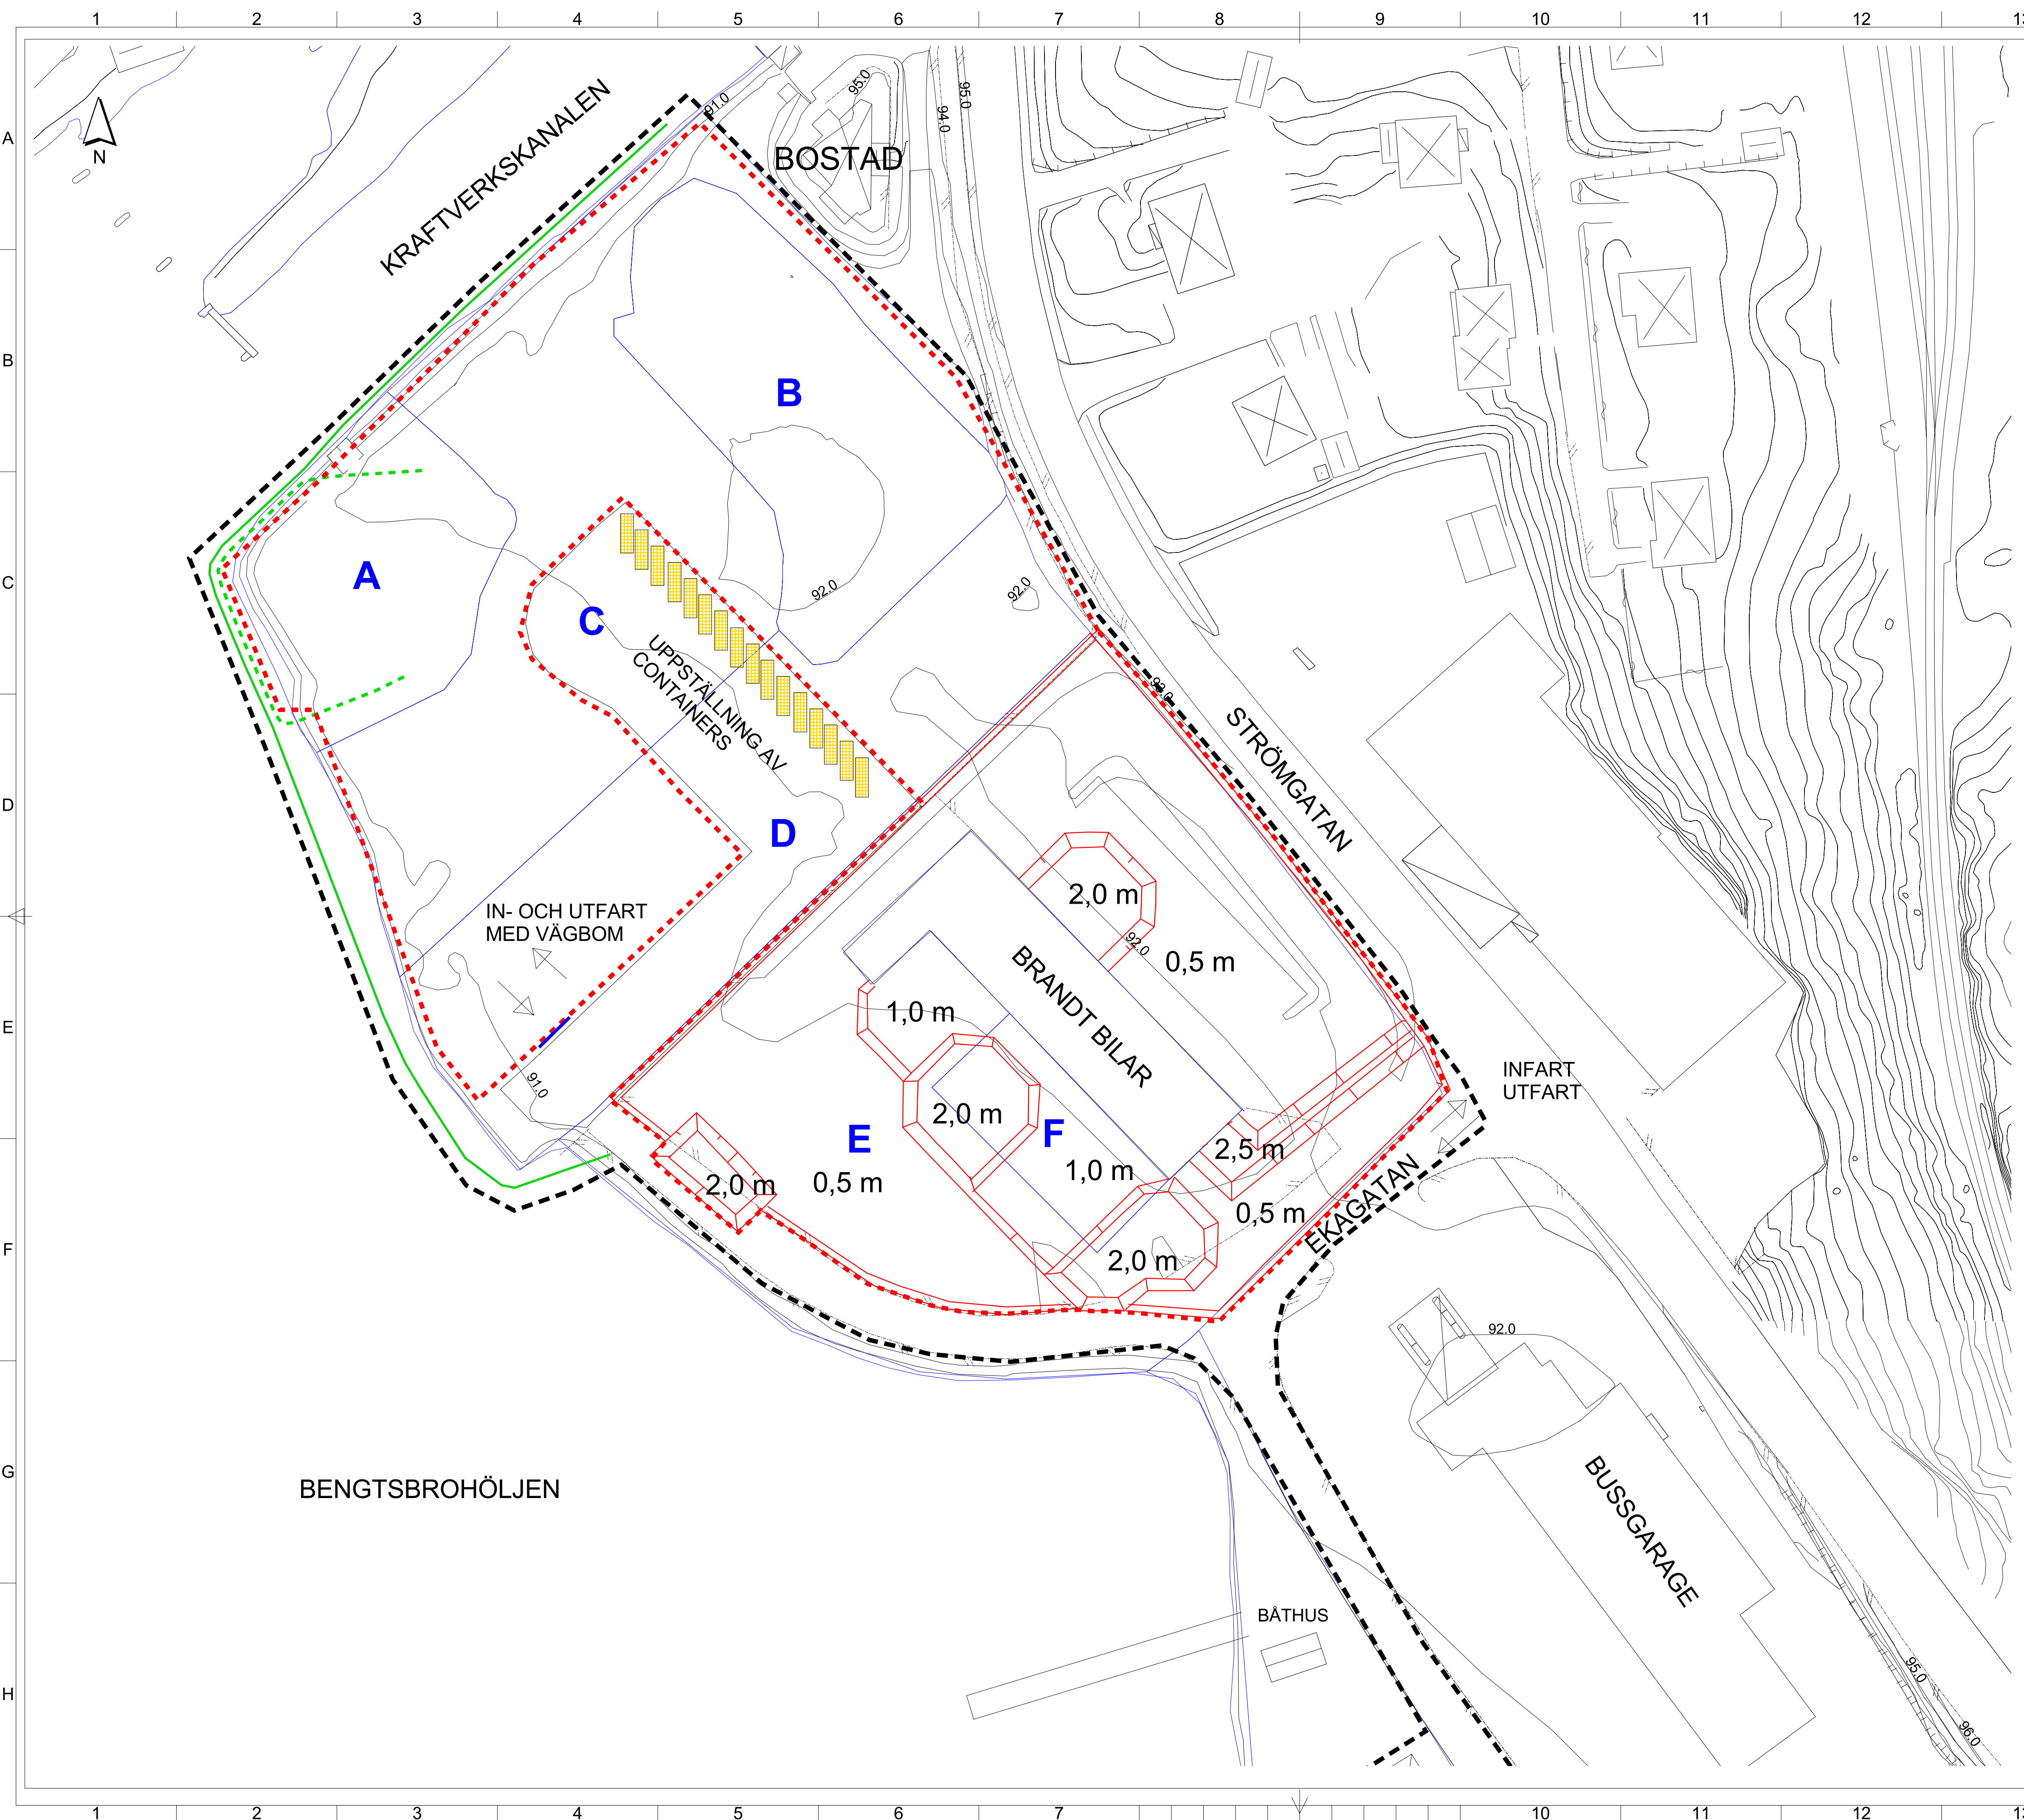 1 2 3 4 5 6 7 8 9 10 11 12 13
A
B
C
D
E
F
G
H
N
KRAFTVERKSKANALEN
91.0
95.0
94.0
95.0
BOSTAD
B
A
C
92.0
92.0
UPPSTÄLLNING AV
CONTAINERS
93.0
STRÖMGATAN
D
IN- OCH UTFART
MED VÄGBOM
2,0 m
92.0
0,5 m
BRANDT BILAR
1,0 m
91.0
INFART
UTFART
2,0 m
E
F
2,5 m
1,0 m
2,0 m
0,5 m
0,5 m
EKAGATAN
2,0 m
92.0
BENGTSBROHÖLJEN
BUSSGARAGE
BÅTHUS
95.0
96.0
1 2 3 4 5 6 7 8 9 10 11 12 13